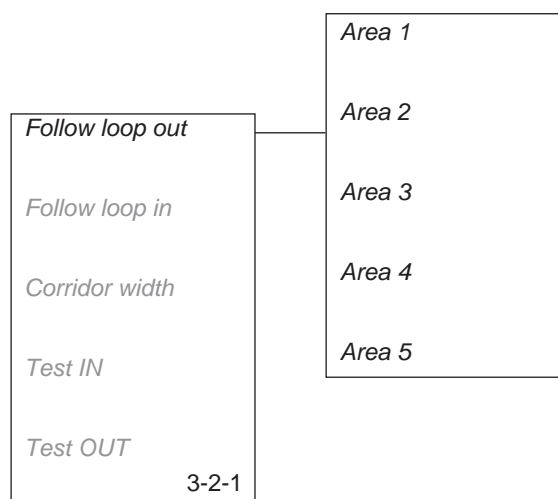 Follow loop out
Follow loop in
Corridor width
Test IN
Test OUT
3-2-1
Area 1
Area 2
Area 3
Area 4
Area 5